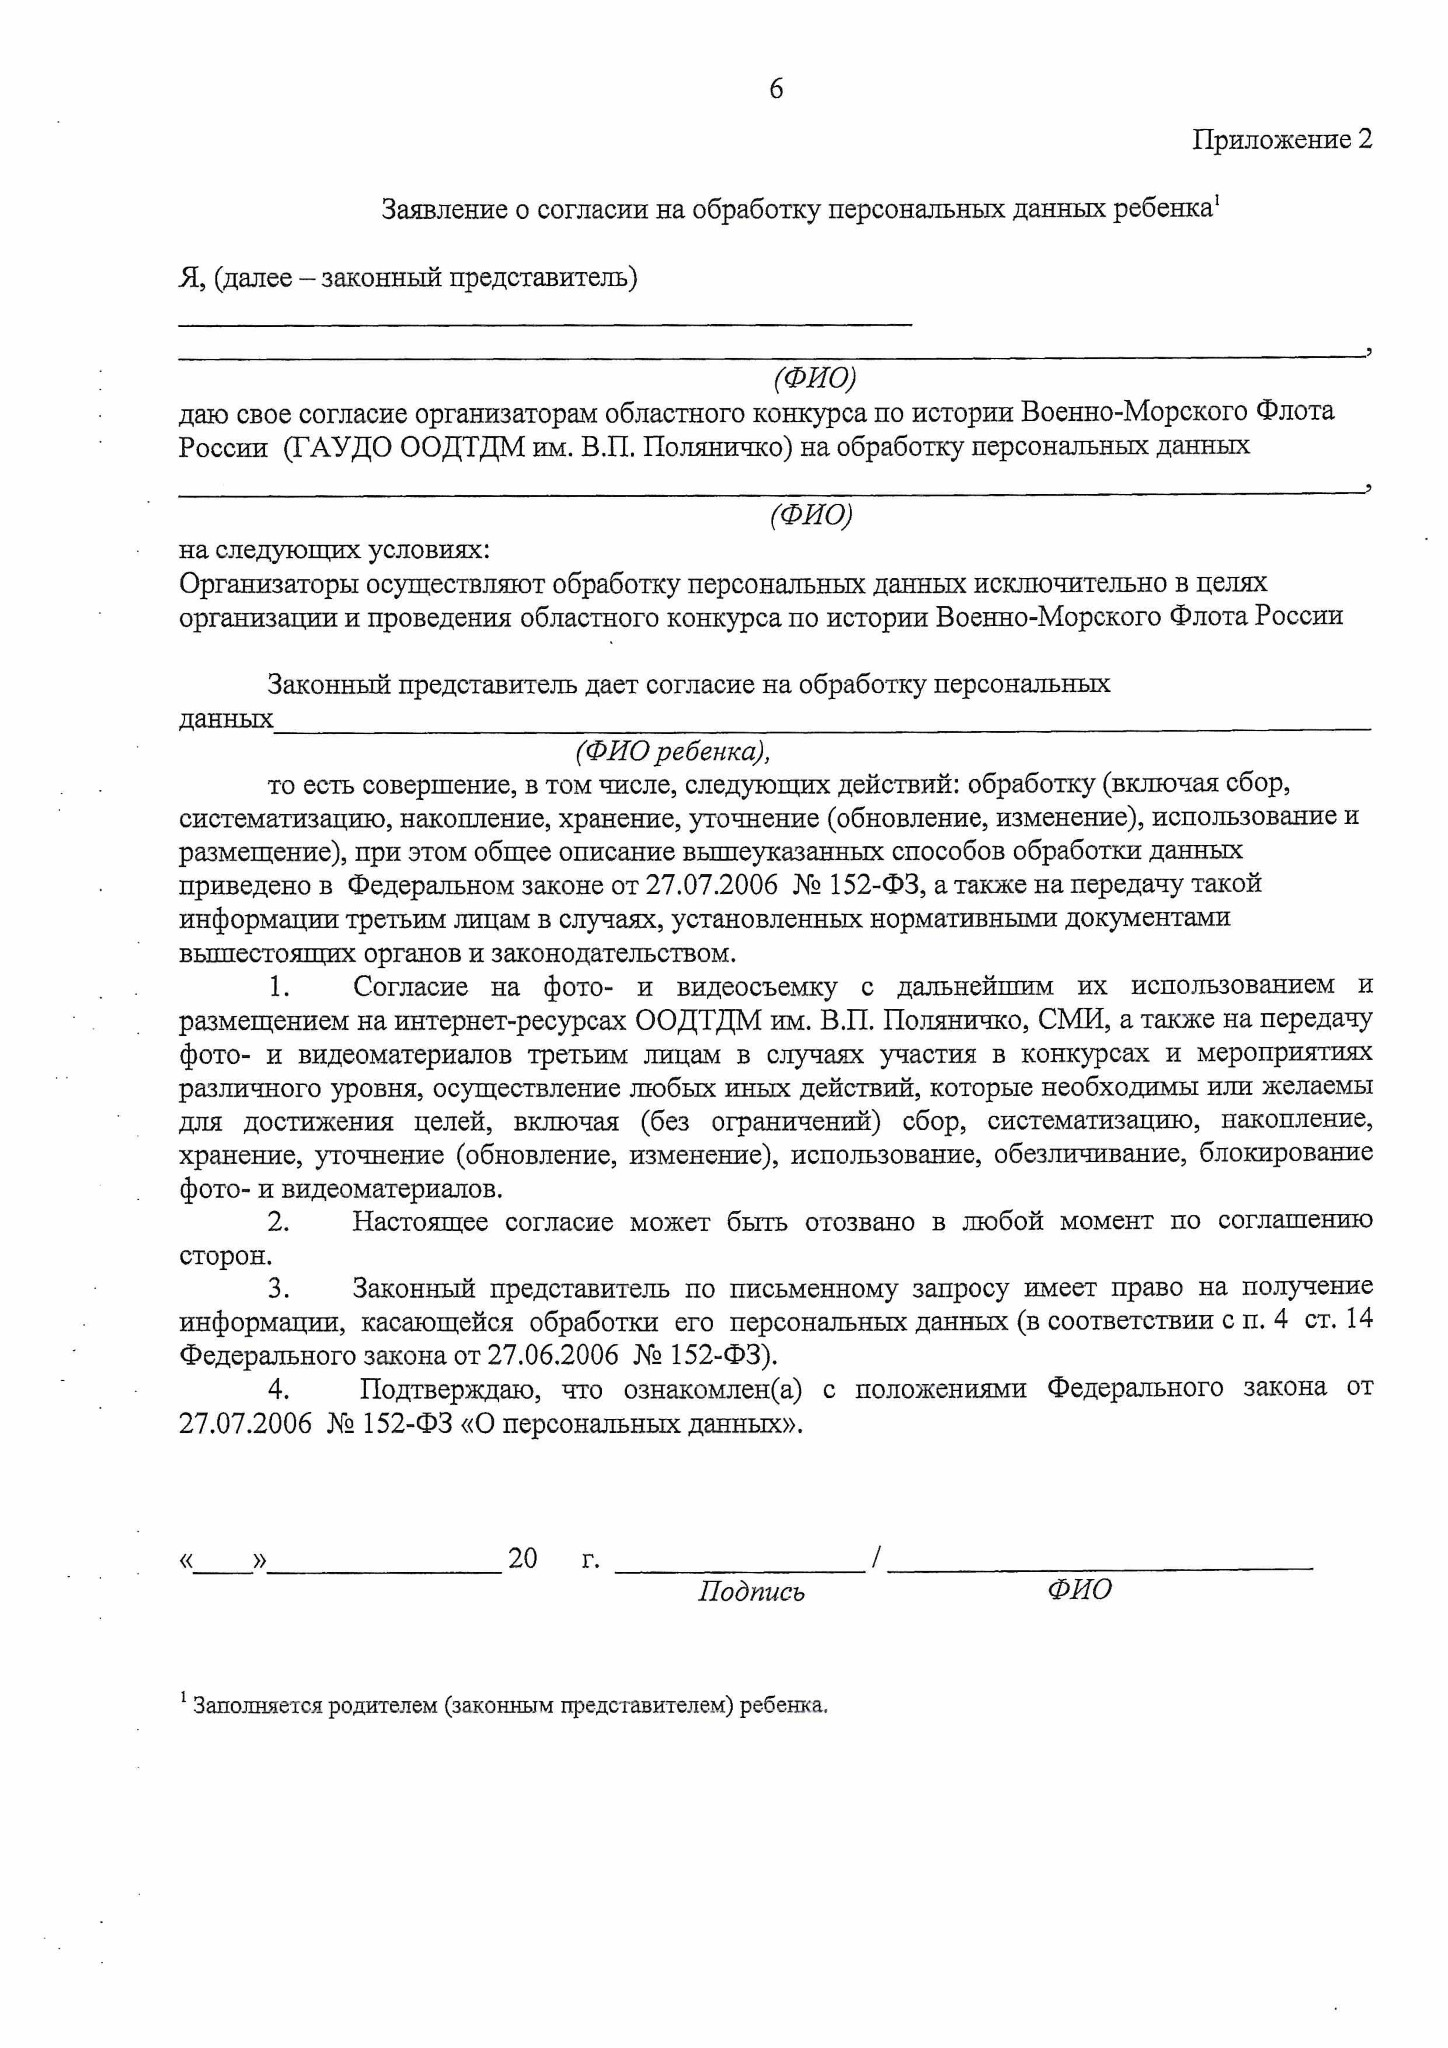 6
Приложение 2
Заявление о согласии на обработку персональных данных ребенка¹
Я, (далее – законный представитель)
_______________________________________________
____________________________________________________________________________,
(ФИО)
даю свое согласие организаторам областного конкурса по истории Военно-Морского Флота
России (ГАУДО ООДТДМ им. В.П. Поляничко) на обработку персональных данных
____________________________________________________________________________,
(ФИО)
на следующих условиях:
Организаторы осуществляют обработку персональных данных исключительно в целях
организации и проведения областного конкурса по истории Военно-Морского Флота России
Законный представитель дает согласие на обработку персональных
данных______________________________________________________________________
(ФИО ребенка),
то есть совершение, в том числе, следующих действий: обработку (включая сбор,
систематизацию, накопление, хранение, уточнение (обновление, изменение), использование и
размещение), при этом общее описание вышеуказанных способов обработки данных
приведено в Федеральном законе от 27.07.2006 № 152-ФЗ, а также на передачу такой
информации третьим лицам в случаях, установленных нормативными документами
вышестоящих органов и законодательством.
1. Согласие на фото- и видеосъемку с дальнейшим их использованием и
размещением на интернет-ресурсах ООДТДМ им. В.П. Поляничко, СМИ, а также на передачу
фото- и видеоматериалов третьим лицам в случаях участия в конкурсах и мероприятиях
различного уровня, осуществление любых иных действий, которые необходимы или желаемы
для достижения целей, включая (без ограничений) сбор, систематизацию, накопление,
хранение, уточнение (обновление, изменение), использование, обезличивание, блокирование
фото- и видеоматериалов.
2. Настоящее согласие может быть отозвано в любой момент по соглашению
сторон.
3. Законный представитель по письменному запросу имеет право на получение
информации, касающейся обработки его персональных данных (в соответствии с п. 4 ст. 14
Федерального закона от 27.06.2006 № 152-ФЗ).
4. Подтверждаю, что ознакомлен(а) с положениями Федерального закона от
27.07.2006 № 152-ФЗ «О персональных данных».
«____»_______________ 20 г. ________________ / ___________________________
Подпись ФИО
¹ Заполняется родителем (законным представителем) ребенка.